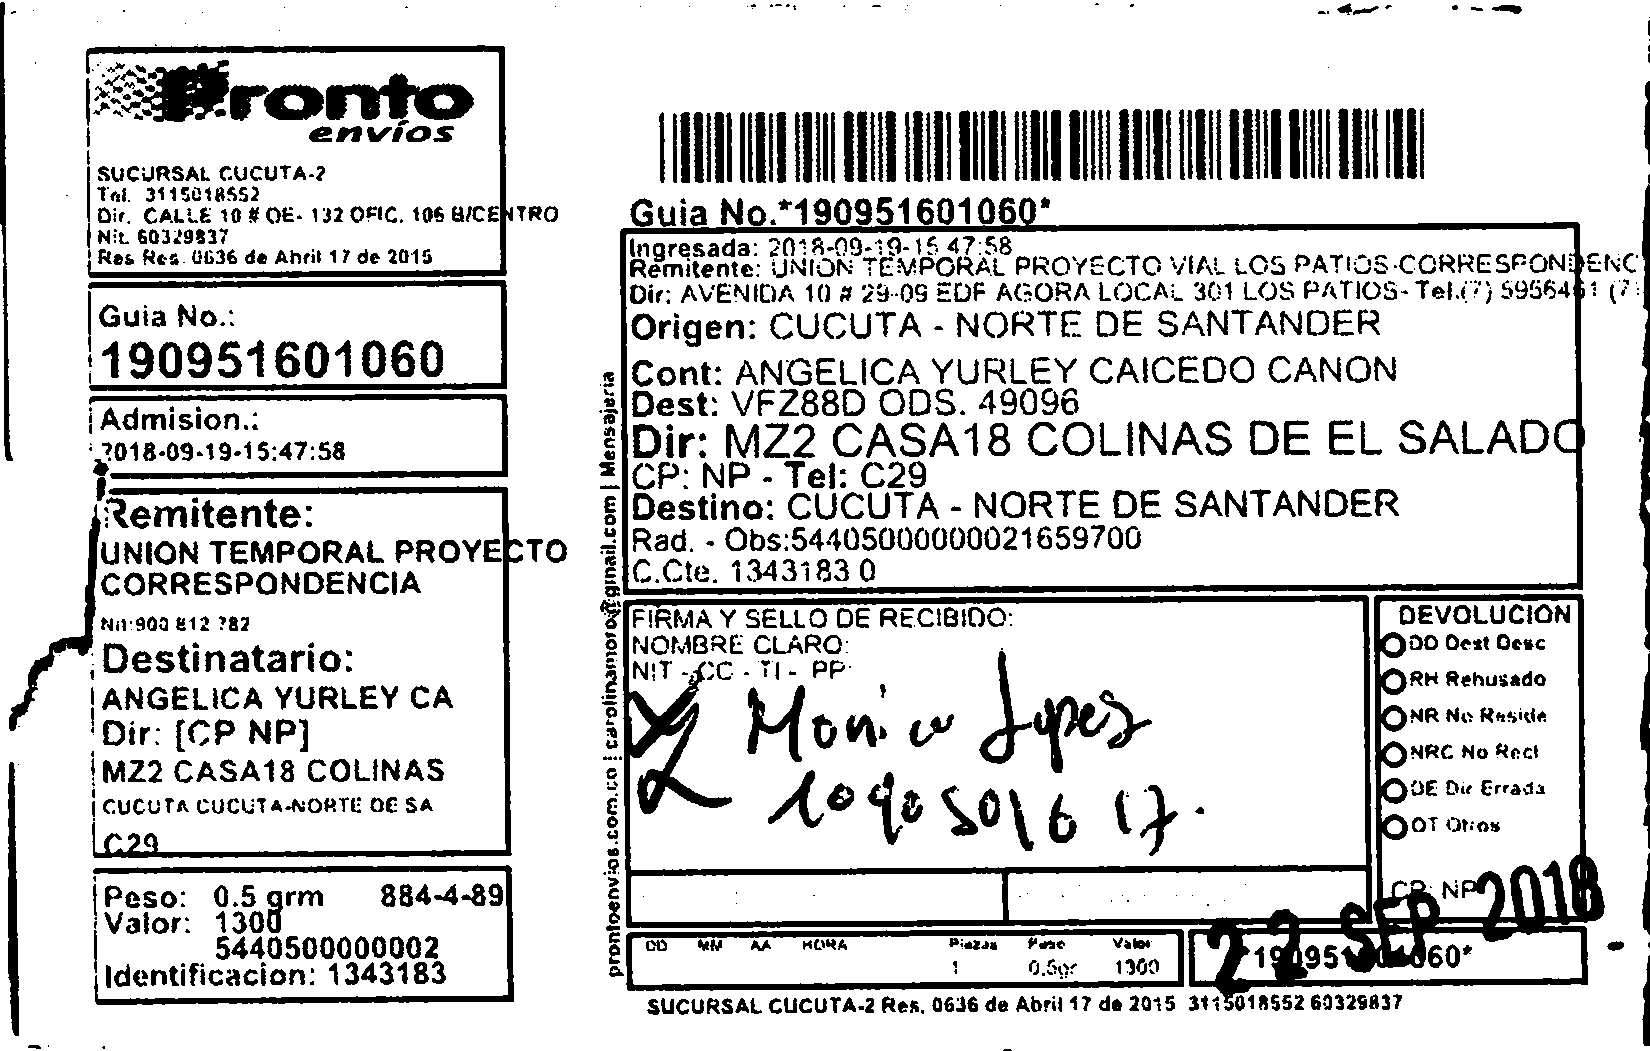 Pronto
envíos
SUCURSAL CUCUTA-2
Tel. 3115018552
Dir. CALLE 10 # OE- 132 OFIC. 106 B/CENTRO
Nit. 60329837
Res Res. 0636 de Abril 17 de 2015
Guia No.:
190951601060
Admision.:
2018-09-19-15:47:58
Remitente:
UNION TEMPORAL PROYECTO
CORRESPONDENCIA
Nit:900 812 782
Destinatario:
ANGELICA YURLEY CA
Dir: [CP NP]
MZ2 CASA18 COLINAS
CUCUTA CUCUTA-NORTE DE SA
C29
Peso: 0.5 grm 884-4-89
Valor: 1300
5440500000002
Identificacion: 1343183
prontoenvios.com.co | carolinamoro@gmail.com | Mensajeria
Guia No.*190951601060*
Ingresada: 2018-09-19-15:47:58
Remitente: UNION TEMPORAL PROYECTO VIAL LOS PATIOS-CORRESPONDENC
Dir: AVENIDA 10 # 29-09 EDF AGORA LOCAL 301 LOS PATIOS- Tel.(7) 5956461 (7
Origen: CUCUTA - NORTE DE SANTANDER
Cont: ANGELICA YURLEY CAICEDO CANON
Dest: VFZ88D ODS. 49096
Dir: MZ2 CASA18 COLINAS DE EL SALADO
CP: NP - Tel: C29
Destino: CUCUTA - NORTE DE SANTANDER
Rad. - Obs:54405000000021659700
C.Cte. 1343183 0
FIRMA Y SELLO DE RECIBIDO:
NOMBRE CLARO:
NIT - CC - TI - PP:
Monica Lopez
1090501617.
DEVOLUCION
DD Dest Desc
RH Rehusado
NR No Reside
NRC No Recl
DE Dir Errada
OT Otros
CP: NP
22 SEP 2018
DD MM AA HORA Piezas Peso Valor
1 0.5gr 1300
*190951601060*
SUCURSAL CUCUTA-2 Res. 0636 de Abril 17 de 2015 3115018552 60329837